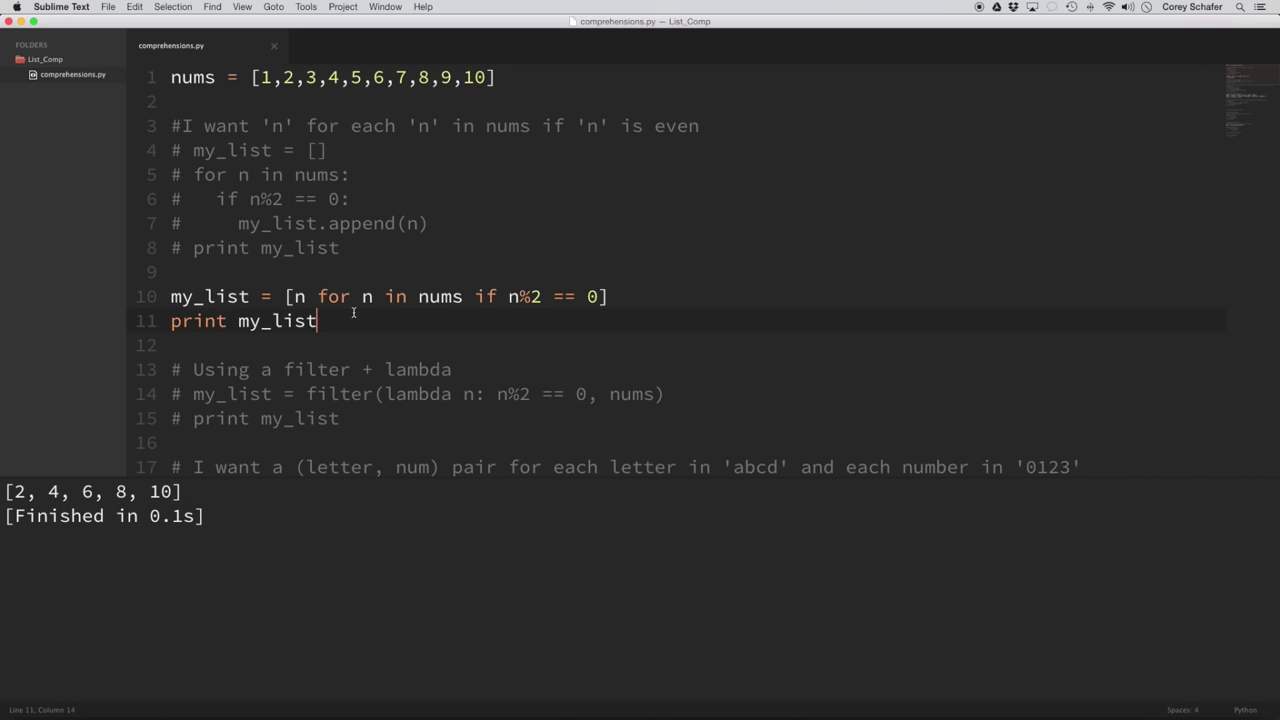 Sublime Text File Edit Selection Find View Goto Tools Project Window Help Corey Schafer
comprehensions.py — List_Comp
FOLDERS
List_Comp
comprehensions.py
comprehensions.py
1 nums = [1,2,3,4,5,6,7,8,9,10]
2
3 #I want 'n' for each 'n' in nums if 'n' is even
4 # my_list = []
5 # for n in nums:
6 #   if n%2 == 0:
7 #     my_list.append(n)
8 # print my_list
9
10 my_list = [n for n in nums if n%2 == 0]
11 print my_list
12
13 # Using a filter + lambda
14 # my_list = filter(lambda n: n%2 == 0, nums)
15 # print my_list
16
17 # I want a (letter, num) pair for each letter in 'abcd' and each number in '0123'
[2, 4, 6, 8, 10]
[Finished in 0.1s]
Line 11, Column 14 Spaces: 4 Python